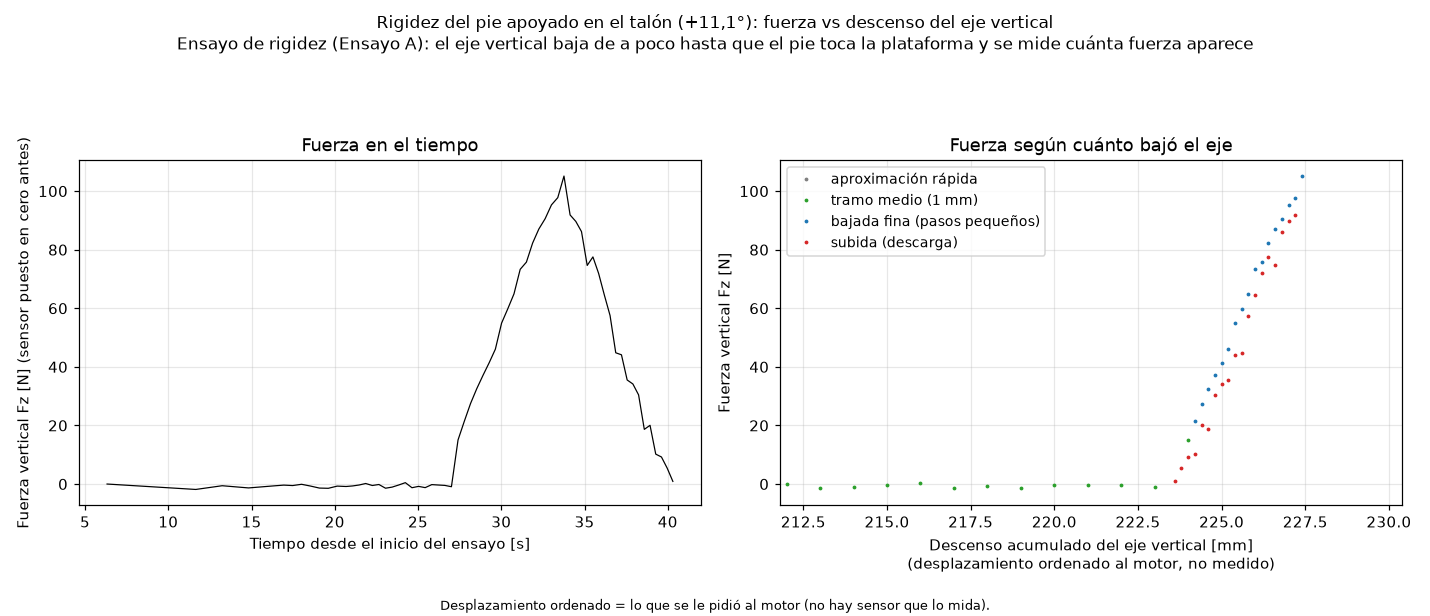 Rigidez del pie apoyado en el talón (+11,1°): fuerza vs descenso del eje vertical
Ensayo de rigidez (Ensayo A): el eje vertical baja de a poco hasta que el pie toca la plataforma y se mide cuánta fuerza aparece
Fuerza en el tiempo
Fuerza vertical Fz [N] (sensor puesto en cero antes)
100
80
60
40
20
0
5
10
15
20
25
30
35
40
Tiempo desde el inicio del ensayo [s]
Fuerza según cuánto bajó el eje
aproximación rápida
tramo medio (1 mm)
bajada fina (pasos pequeños)
subida (descarga)
Fuerza vertical Fz [N]
100
80
60
40
20
0
212.5
215.0
217.5
220.0
222.5
225.0
227.5
230.0
Descenso acumulado del eje vertical [mm]
(desplazamiento ordenado al motor, no medido)
Desplazamiento ordenado = lo que se le pidió al motor (no hay sensor que lo mida).